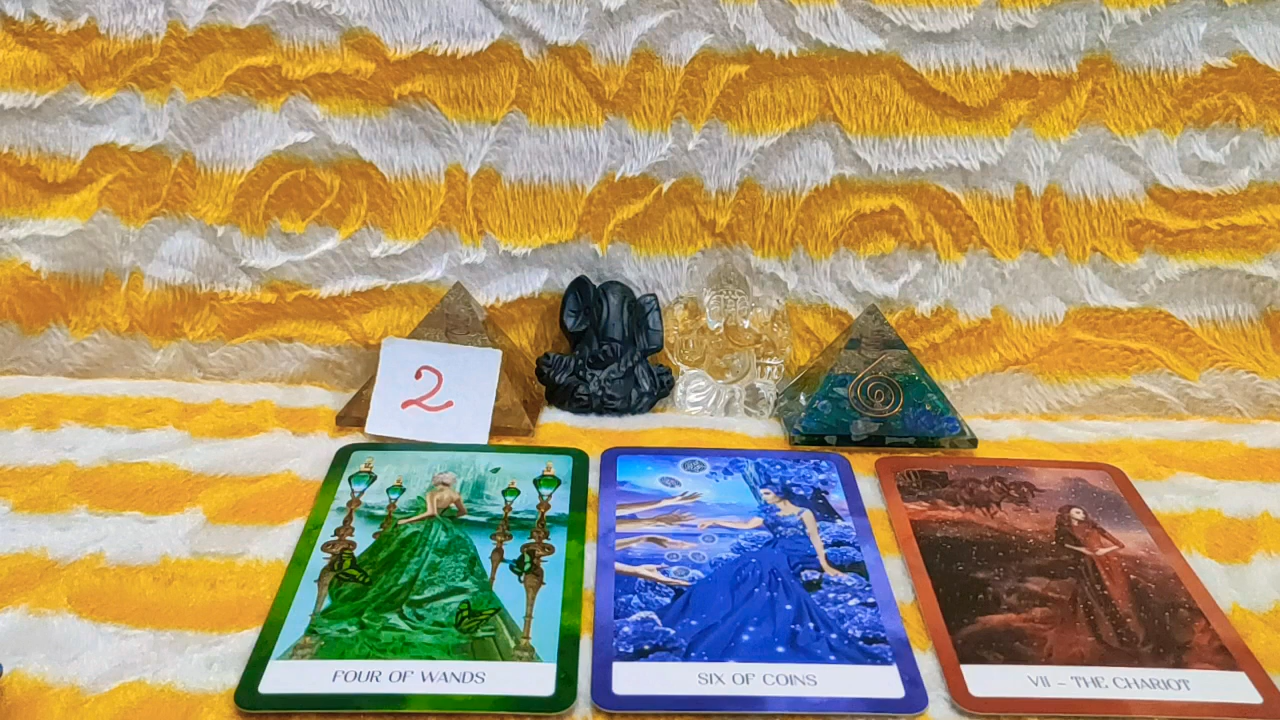 2
FOUR OF WANDS
SIX OF COINS
VII – THE CHARIOT